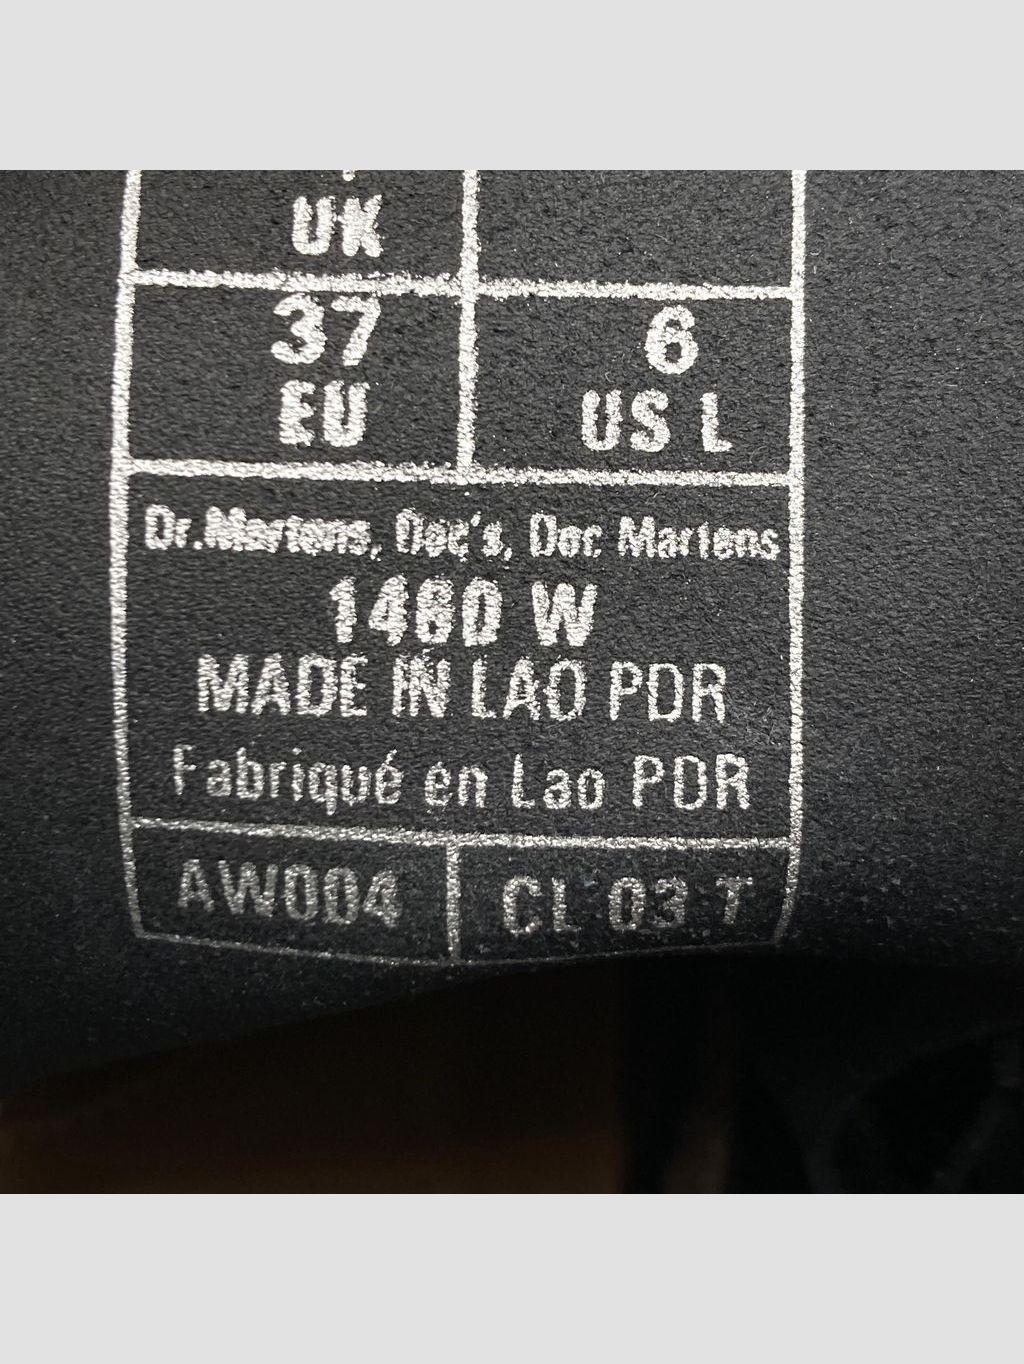 UK
37 6
EU US L
Dr.Martens, Doc's, Doc Martens
1460 W
MADE IN LAO PDR
Fabriqué en Lao PDR
AW004 CL 03 T